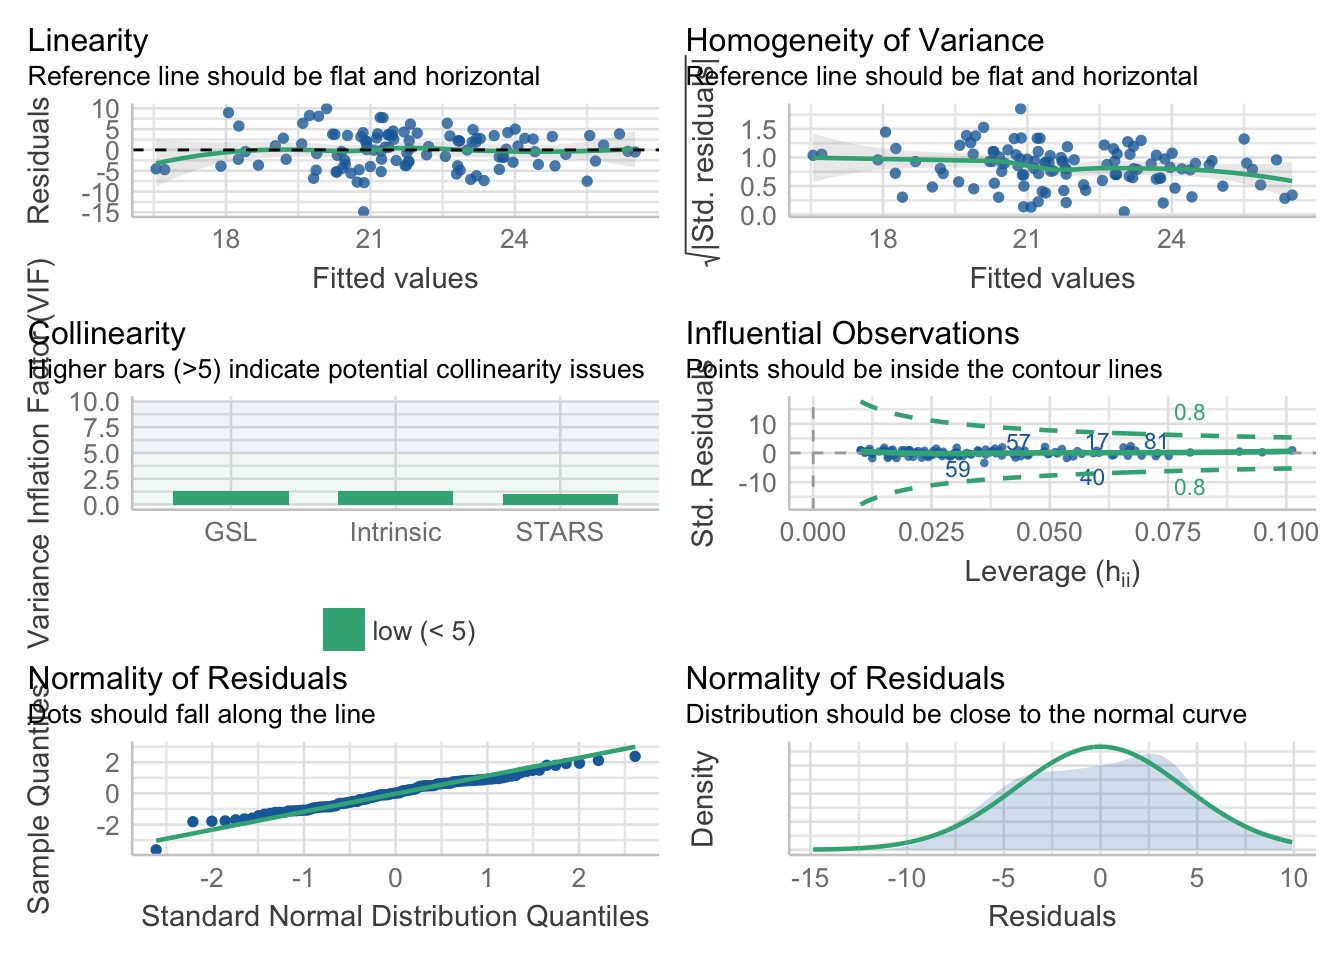 Linearity
Reference line should be flat and horizontal
Residuals
10
5
0
-5
-10
-15
18 21 24
Fitted values
Homogeneity of Variance
Reference line should be flat and horizontal
√|Std. residuals|
1.5
1.0
0.5
0.0
18 21 24
Fitted values
Collinearity
Higher bars (>5) indicate potential collinearity issues
Variance Inflation Factor (VIF)
10.0
7.5
5.0
2.5
0.0
GSL Intrinsic STARS
low (< 5)
Influential Observations
Points should be inside the contour lines
Std. Residuals
10
0
-10
0.8
57 17 81
59 40
0.8
0.000 0.025 0.050 0.075 0.100
Leverage (hii)
Normality of Residuals
Dots should fall along the line
Sample Quantiles
2
0
-2
-2 -1 0 1 2
Standard Normal Distribution Quantiles
Normality of Residuals
Distribution should be close to the normal curve
Density
-15 -10 -5 0 5 10
Residuals